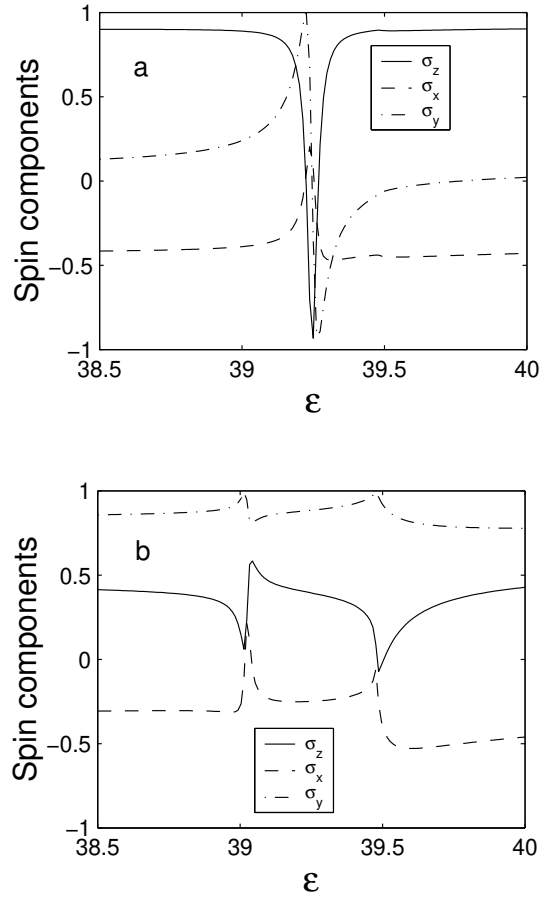 1
0.5
0
−0.5
−1
38.5 39 39.5 40
Spin components
ε
a
σz
σx
σy
1
0.5
0
−0.5
−1
38.5 39 39.5 40
Spin components
ε
b
σz
σx
σy